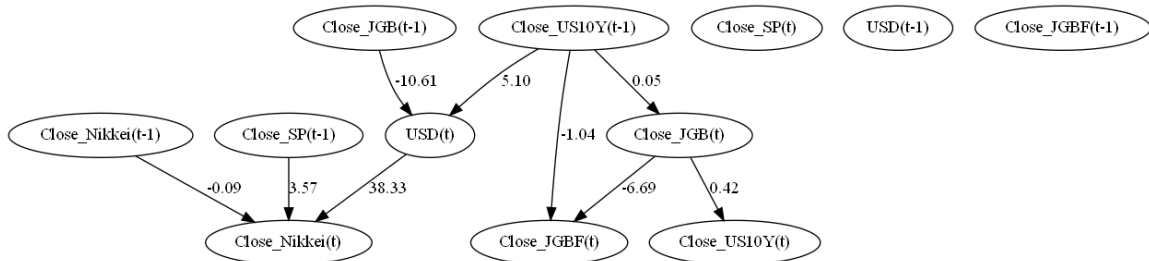 Close_JGB(t-1)
Close_US10Y(t-1)
Close_SP(t)
USD(t-1)
Close_JGBF(t-1)
-10.61
5.10
0.05
Close_Nikkei(t-1)
Close_SP(t-1)
USD(t)
-1.04
Close_JGB(t)
-0.09
3.57
38.33
-6.69
0.42
Close_Nikkei(t)
Close_JGBF(t)
Close_US10Y(t)